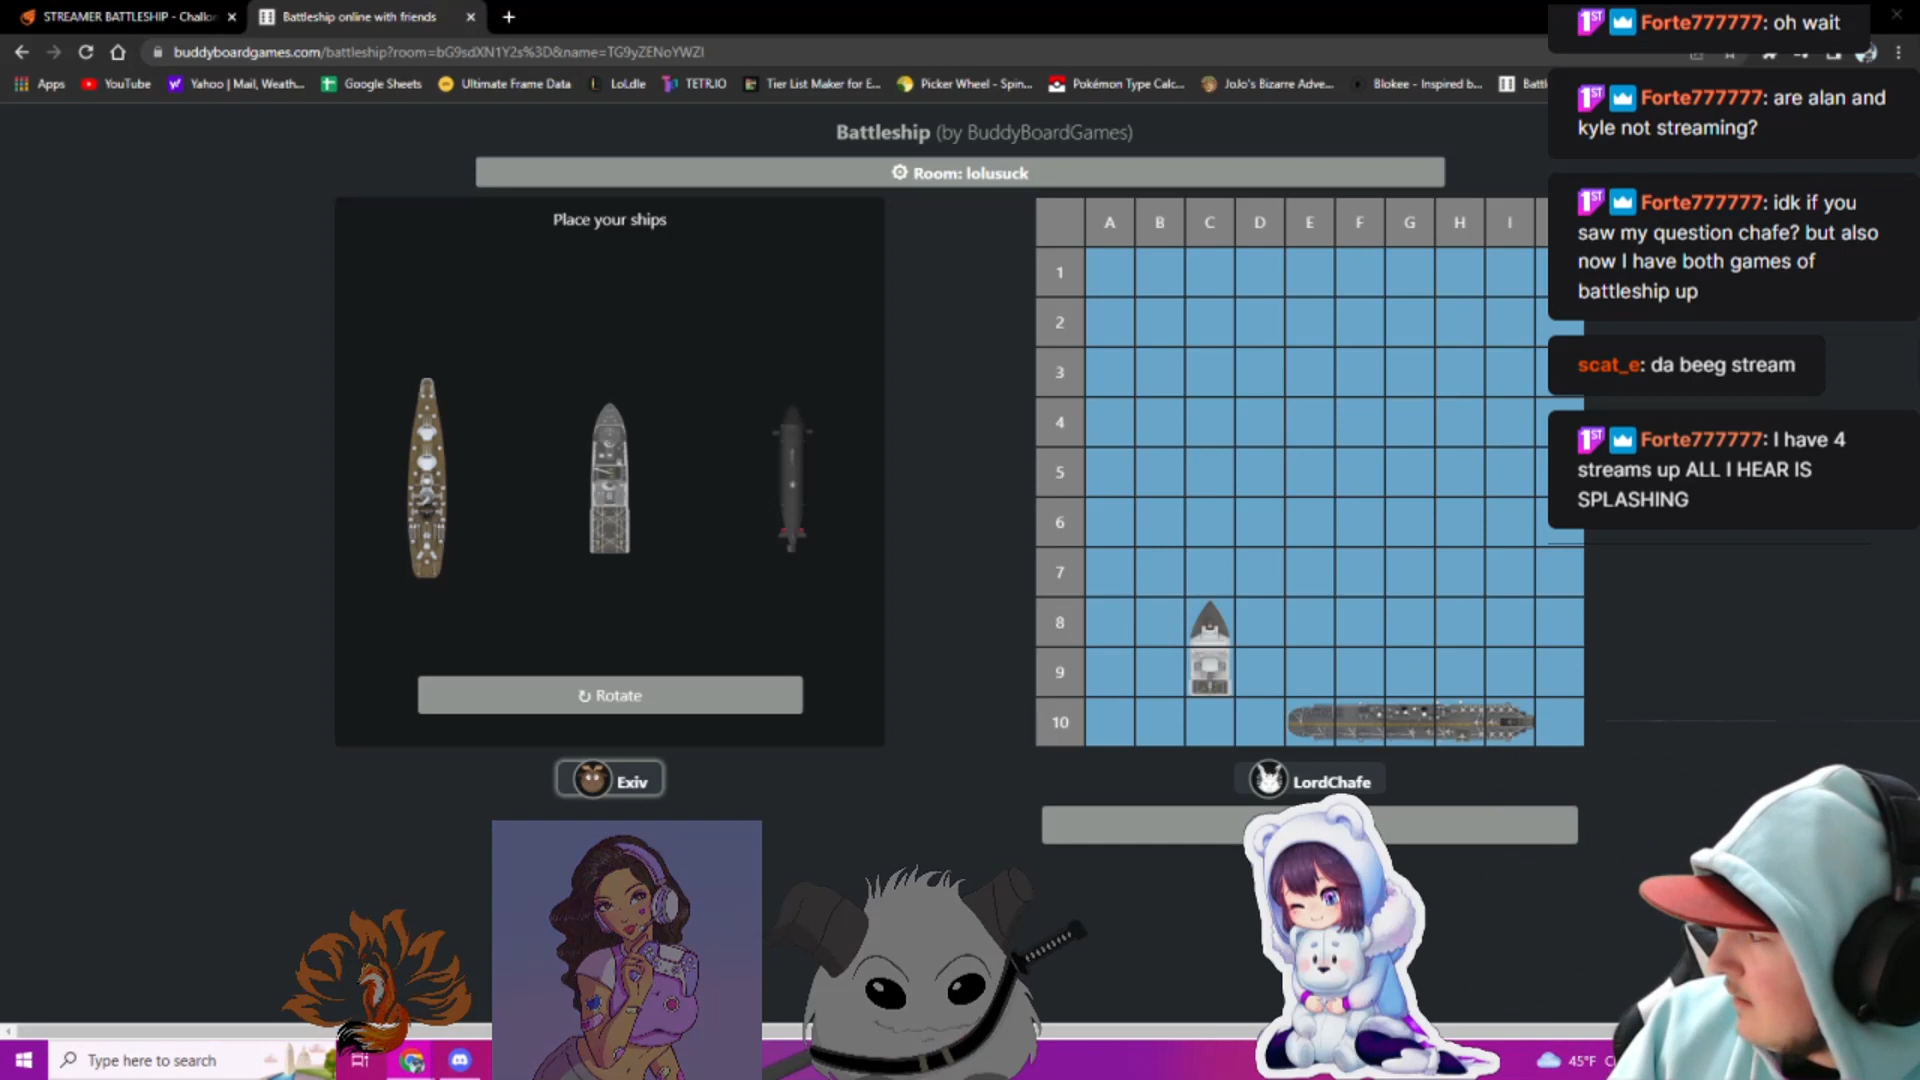 STREAMER BATTLESHIP - Challo
Battleship online with friends
buddyboardgames.com/battleship?room=bG9sdXN1Y2s%3D&name=TG9yZENoYWZl
Apps
YouTube
Yahoo | Mail, Weath...
Google Sheets
Ultimate Frame Data
LoLdle
TETR.IO
Tier List Maker for E...
Picker Wheel - Spin...
Pokémon Type Calc...
JoJo's Bizarre Adve...
Blokee - Inspired b...
Battl
Battleship (by BuddyBoardGames)
Room: lolusuck
Place your ships
Rotate
Exiv
A B C D E F G H I
1
2
3
4
5
6
7
8
9
10
LordChafe
1ST Forte777777: oh wait
1ST Forte777777: are alan and
kyle not streaming?
1ST Forte777777: idk if you
saw my question chafe? but also
now I have both games of
battleship up
scat_e: da beeg stream
1ST Forte777777: I have 4
streams up ALL I HEAR IS
SPLASHING
Type here to search
45°F